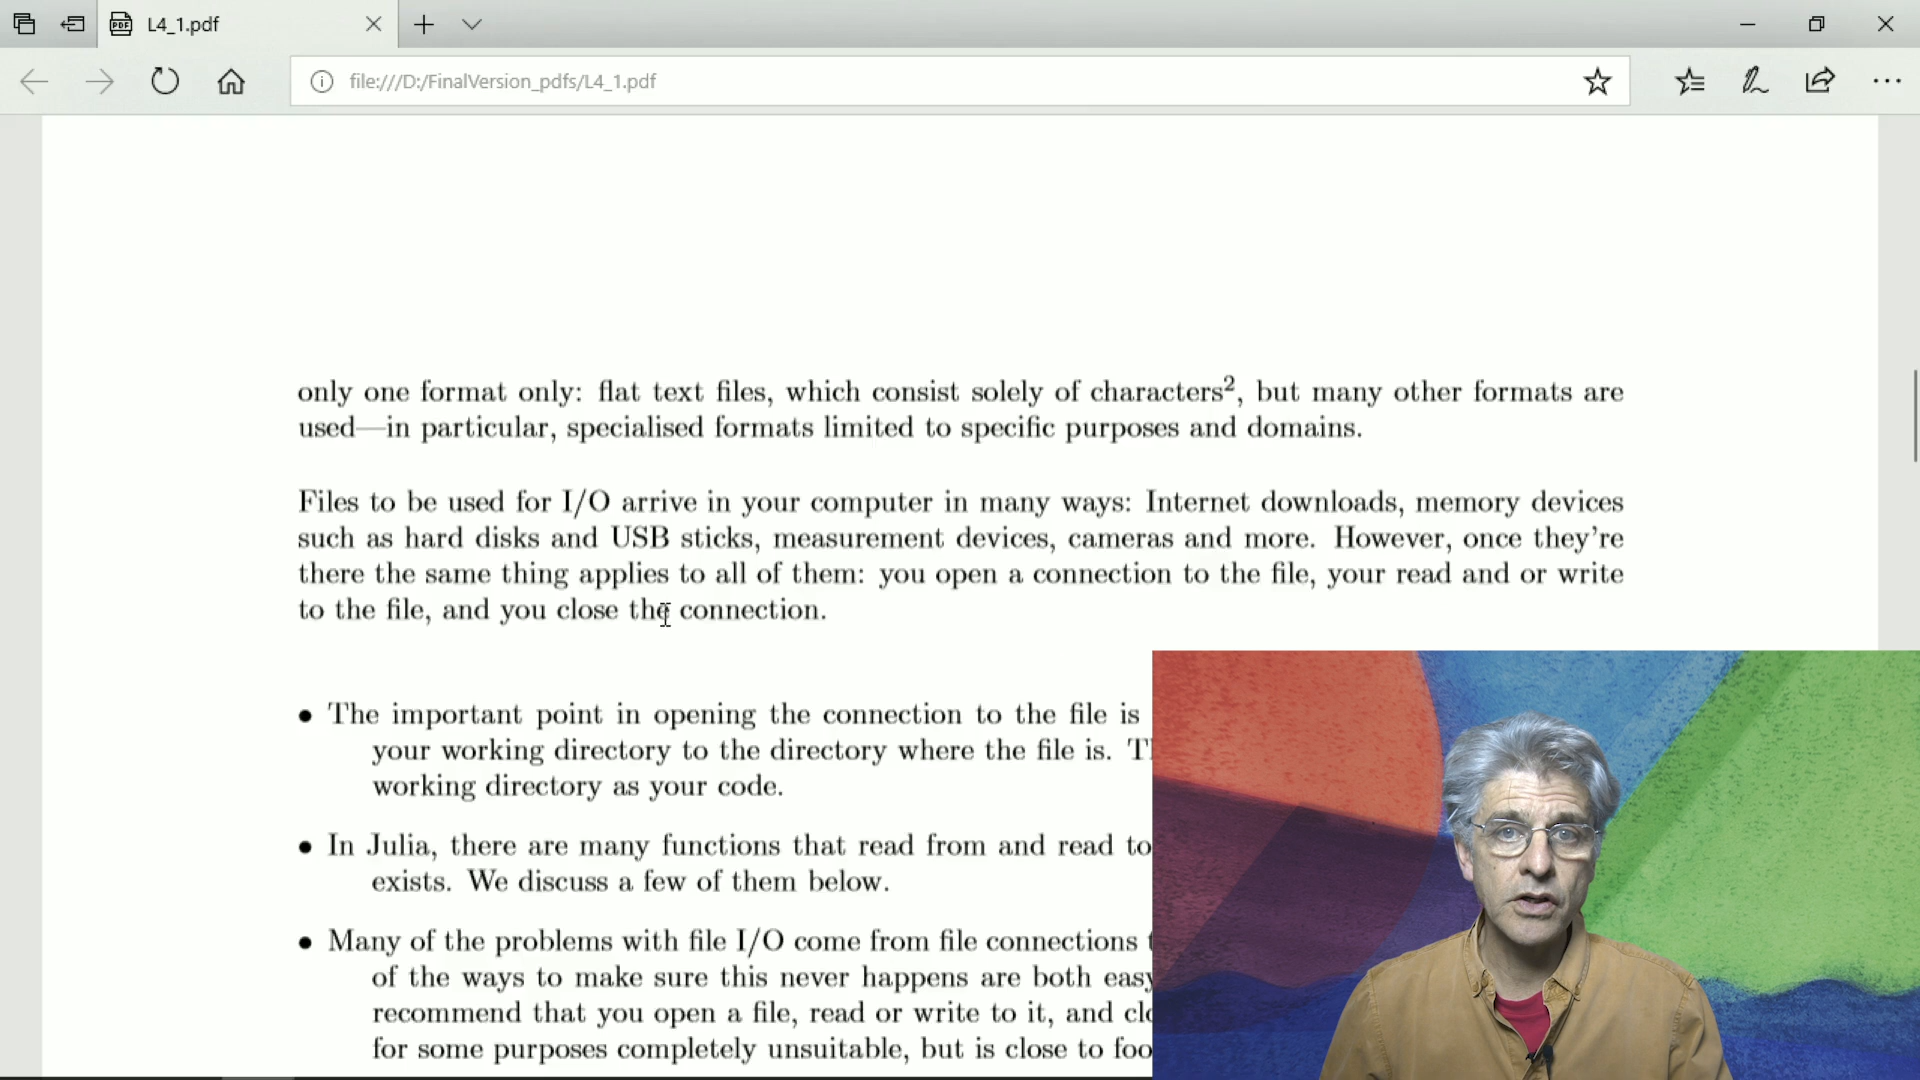 L4_1.pdf
file:///D:/FinalVersion_pdfs/L4_1.pdf
only one format only: flat text files, which consist solely of characters2, but many other formats are
used—in particular, specialised formats limited to specific purposes and domains.
Files to be used for I/O arrive in your computer in many ways: Internet downloads, memory devices
such as hard disks and USB sticks, measurement devices, cameras and more. However, once they're
there the same thing applies to all of them: you open a connection to the file, your read and or write
to the file, and you close the connection.
• The important point in opening the connection to the file is
your working directory to the directory where the file is.
working directory as your code.
• In Julia, there are many functions that read from and read to
exists. We discuss a few of them below.
• Many of the problems with file I/O come from file connections
of the ways to make sure this never happens are both easy
recommend that you open a file, read or write to it, and
for some purposes completely unsuitable, but is close to